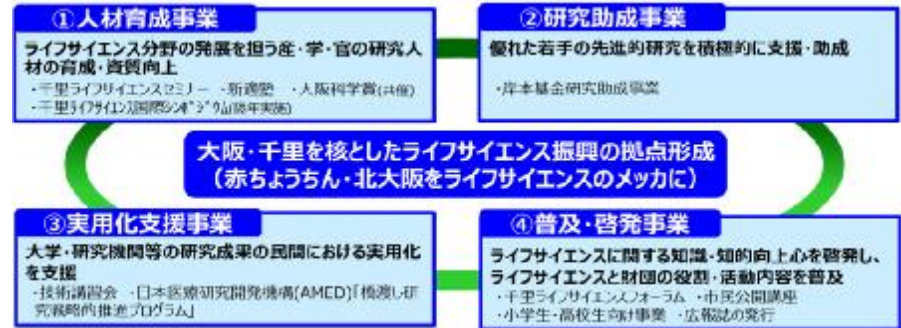 ①人材育成事業
ライフサイエンス分野の発展を担う産・学・官の研究人
材の育成・資質向上
・千里ライフサイエンスセミナー ・新適塾 ・大阪科学賞(共催)
・千里ライフサイエンス国際シンポジウム(隔年実施)
②研究助成事業
優れた若手の先進的研究を積極的に支援・助成
・岸本基金研究助成事業
大阪・千里を核としたライフサイエンス振興の拠点形成
(赤ちょうちん・北大阪をライフサイエンスのメッカに)
③実用化支援事業
大学・研究機関等の研究成果の民間における実用化
を支援
・技術講習会 ・日本医療研究開発機構(AMED)「橋渡し研
究戦略的推進プログラム」
④普及・啓発事業
ライフサイエンスに関する知識・知的向上心を啓発し、
ライフサイエンスと財団の役割・活動内容を普及
・千里ライフサイエンスフォーラム ・市民公開講座
・小学生・高校生向け事業 ・広報誌の発行